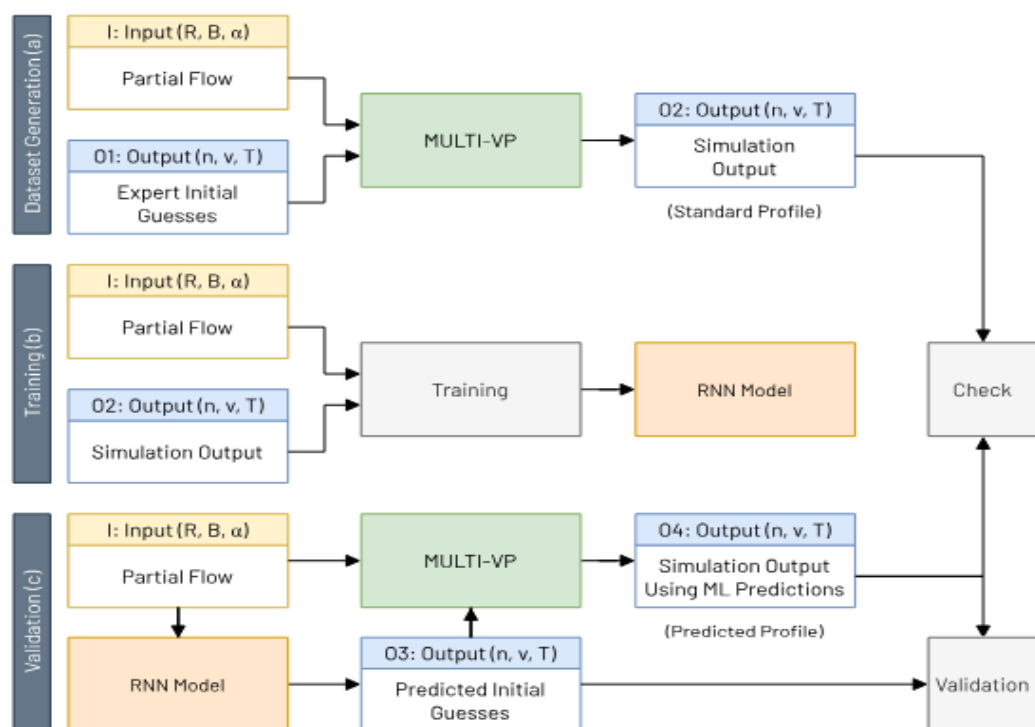 Dataset Generation (a)
I: Input (R, B, α)
Partial Flow
O1: Output (n, v, T)
Expert Initial
Guesses
MULTI-VP
O2: Output (n, v, T)
Simulation
Output
(Standard Profile)
Training (b)
I: Input (R, B, α)
Partial Flow
O2: Output (n, v, T)
Simulation Output
Training
RNN Model
Check
Validation (c)
I: Input (R, B, α)
Partial Flow
MULTI-VP
O4: Output (n, v, T)
Simulation Output
Using ML Predictions
(Predicted Profile)
RNN Model
O3: Output (n, v, T)
Predicted Initial
Guesses
Validation